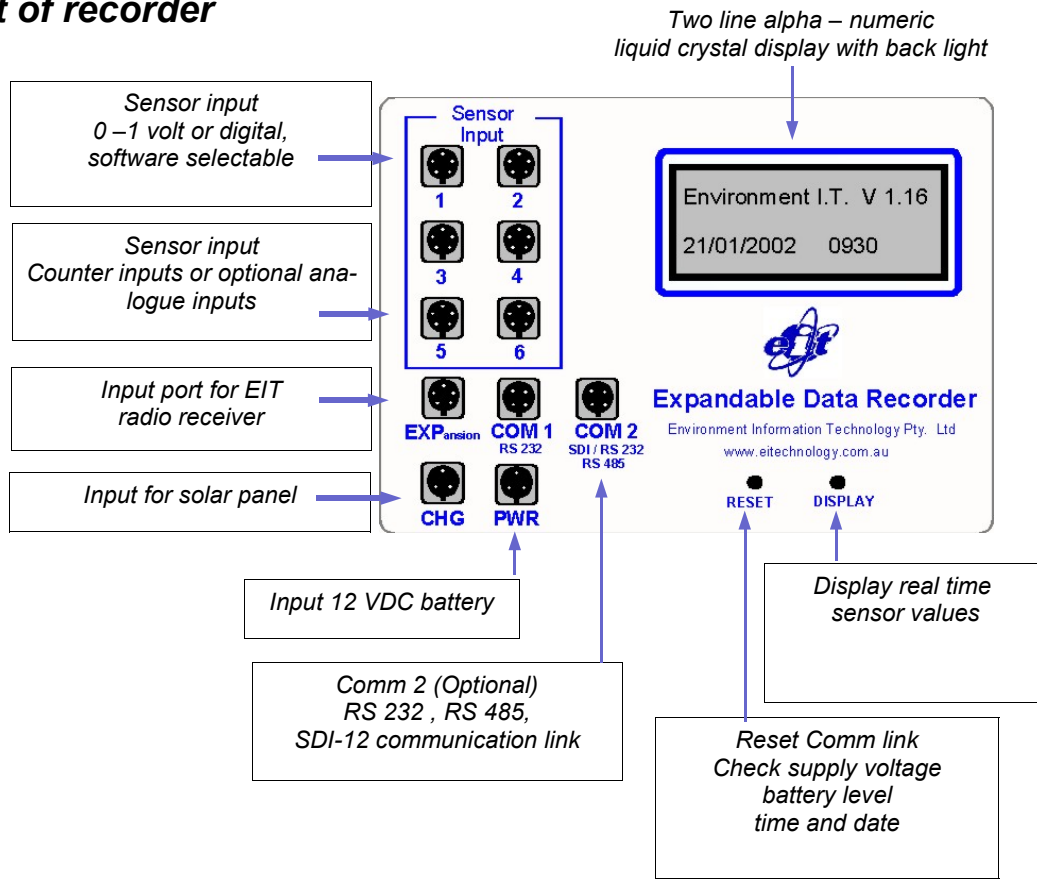 t of recorder
Two line alpha – numeric
liquid crystal display with back light
Sensor input
0 –1 volt or digital,
software selectable
Sensor input
Counter inputs or optional ana-
logue inputs
Input port for EIT
radio receiver
Input for solar panel
Sensor
Input
1 2
3 4
5 6
EXPansion COM 1 COM 2
RS 232 SDI / RS 232
RS 485
CHG PWR
Environment I.T. V 1.16
21/01/2002 0930
eit
Expandable Data Recorder
Environment Information Technology Pty. Ltd
www.eitechnology.com.au
RESET DISPLAY
Input 12 VDC battery
Display real time
sensor values
Comm 2 (Optional)
RS 232 , RS 485,
SDI-12 communication link
Reset Comm link
Check supply voltage
battery level
time and date